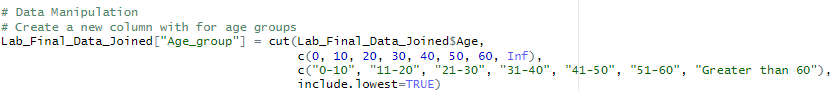 # Data Manipulation
# Create a new column with for age groups
Lab_Final_Data_Joined["Age_group"] = cut(Lab_Final_Data_Joined$Age,
c(0, 10, 20, 30, 40, 50, 60, Inf),
c("0-10", "11-20", "21-30", "31-40", "41-50", "51-60", "Greater than 60"),
include.lowest=TRUE)